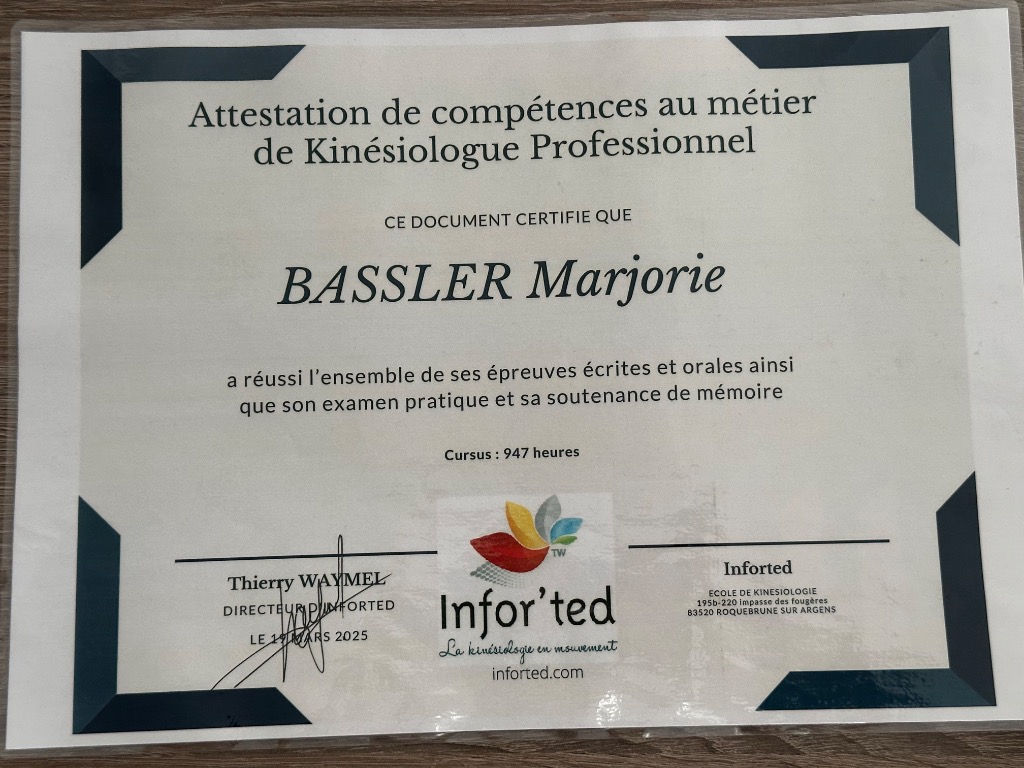 Attestation de compétences au métier
de Kinésiologue Professionnel
CE DOCUMENT CERTIFIE QUE
BASSLER Marjorie
a réussi l'ensemble de ses épreuves écrites et orales ainsi
que son examen pratique et sa soutenance de mémoire
Cursus : 947 heures
Thierry WAYMEL
DIRECTEUR D'INFORTED
LE 19 MARS 2025
TW
Infor'ted
La kinésiologie en mouvement
inforted.com
Inforted
ECOLE DE KINESIOLOGIE
195b-220 impasse des fougères
83520 ROQUEBRUNE SUR ARGENS